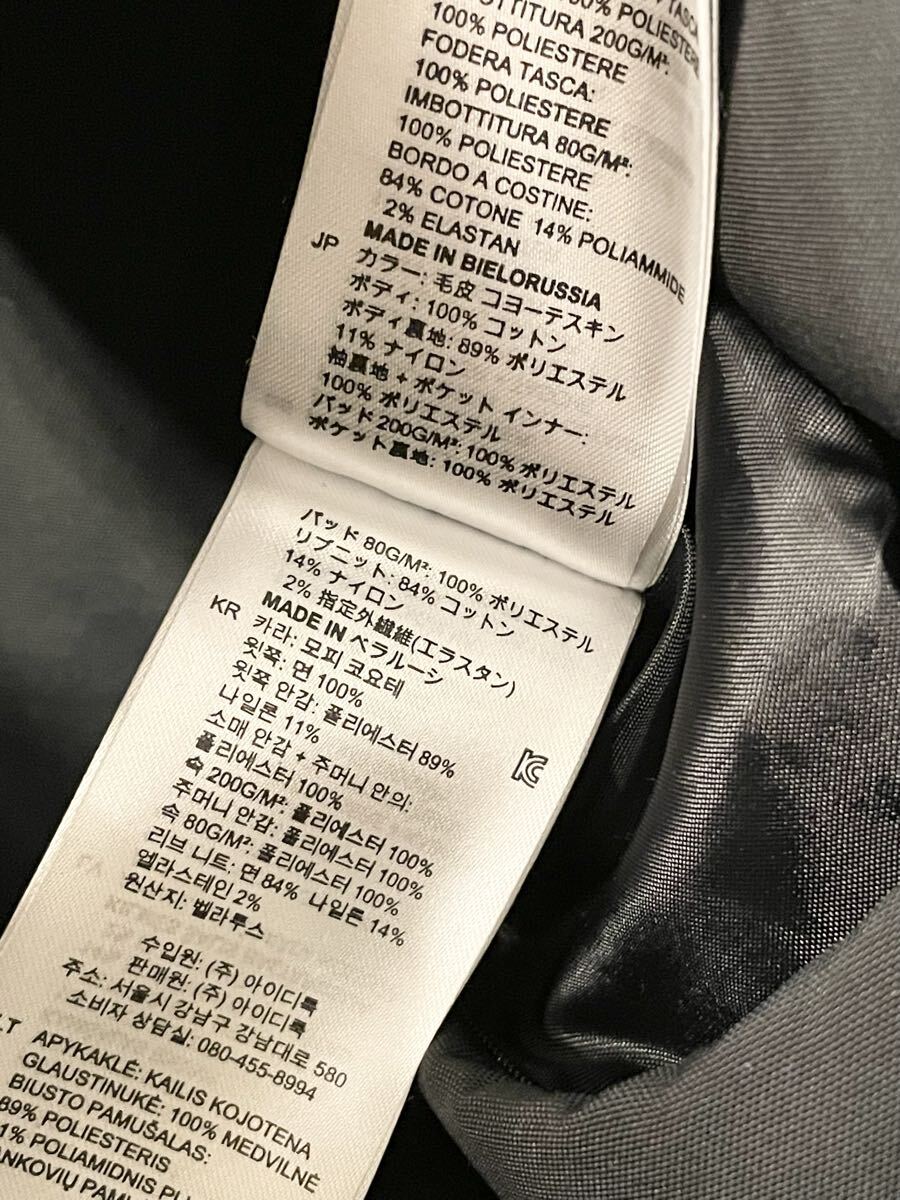 TASCA
100% POLIESTERE
OTTITURA 200G/M²:
100% POLIESTERE
FODERA TASCA:
100% POLIESTERE
IMBOTTITURA 80G/M²:
100% POLIESTERE
BORDO A COSTINE:
84% COTONE 14% POLIAMMIDE
2% ELASTAN
MADE IN BIELORUSSIA
JP カラー: 毛皮 コヨーテスキン
ボディ: 100% コットン
ボディ裏地: 89% ポリエステル
11% ナイロン
袖裏地 + ポケット インナー:
100% ポリエステル
パッド 200G/M²: 100% ポリエステル
ポケット裏地: 100% ポリエステル
パッド 80G/M²: 100% ポリエステル
リブニット: 84% コットン
14% ナイロン
2% 指定外繊維(エラスタン)
MADE IN ベラルーシ
KR 카라: 모피 코요테
윗쪽: 면 100%
윗쪽 안감: 폴리에스터 89%
나일론 11%
소매 안감 + 주머니 안의:
폴리에스터 100%
속 200G/M²: 폴리에스터 100%
주머니 안감: 폴리에스터 100%
속 80G/M²: 폴리에스터 100%
리브 니트: 면 84% 나일론 14%
엘라스테인 2%
원산지: 벨라루스
수입원: (주) 아이디룩
판매원: (주) 아이디룩
주소: 서울시 강남구 강남대로 580
소비자 상담실: 080-455-8994
LT APYKAKLĖ: KAILIS KOJOTENA
GLAUSTINUKĖ: 100% MEDVILNĖ
BIUSTO PAMUŠALAS:
89% POLIESTERIS
1% POLIAMIDNIS PL
ANKOVIŲ PAM